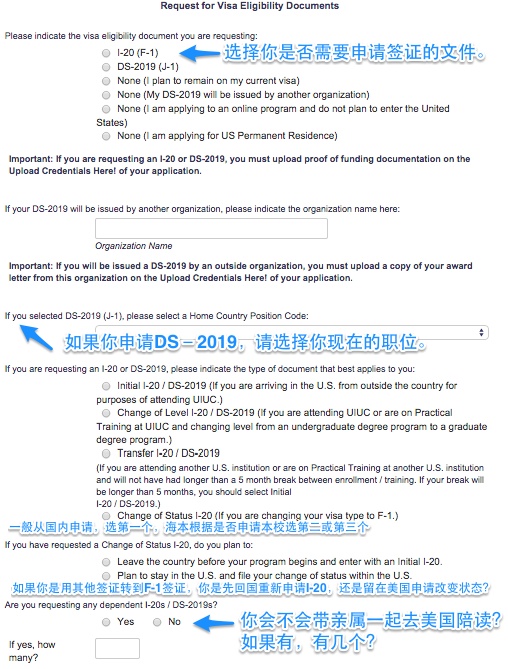 Request for Visa Eligibility Documents
Please indicate the visa eligibility document you are requesting:
I-20 (F-1)
选择你是否需要申请签证的文件。
DS-2019 (J-1)
None (I plan to remain on my current visa)
None (My DS-2019 will be issued by another organization)
None (I am applying to an online program and do not plan to enter the United
States)
None (I am applying for US Permanent Residence)
Important: If you are requesting an I-20 or DS-2019, you must upload proof of funding documentation on the
Upload Credentials Here! of your application.
If your DS-2019 will be issued by another organization, please indicate the organization name here:
Organization Name
Important: If you will be issued a DS-2019 by an outside organization, you must upload a copy of your award
letter from this organization on the Upload Credentials Here! of your application.
If you selected DS-2019 (J-1), please select a Home Country Position Code:
如果你申请DS－2019，请选择你现在的职位。
If you are requesting an I-20 or DS-2019, please indicate the type of document that best applies to you:
Initial I-20 / DS-2019 (If you are arriving in the U.S. from outside the country for
purposes of attending UIUC.)
Change of Level I-20 / DS-2019 (If you are attending UIUC or are on Practical
Training at UIUC and changing level from an undergraduate degree program to a graduate
degree program.)
Transfer I-20 / DS-2019
(If you are attending another U.S. institution or are on Practical Training at another U.S. institution
and will not have had longer than a 5 month break between enrollment / training. If your break will
be longer than 5 months, you should select Initial
I-20 / DS-2019.)
Change of Status I-20 (If you are changing your visa type to F-1.)
一般从国内申请，选第一个，海本根据是否申请本校选第二或第三个
If you have requested a Change of Status I-20, do you plan to:
Leave the country before your program begins and enter with an Initial I-20.
Plan to stay in the U.S. and file your change of status within the U.S.
如果你是用其他签证转到F-1签证，你是先回国重新申请I-20，还是留在美国申请改变状态?
Are you requesting any dependent I-20s / DS-2019s?
Yes No
你会不会带亲属一起去美国陪读?
如果有，有几个?
If yes, how
many?